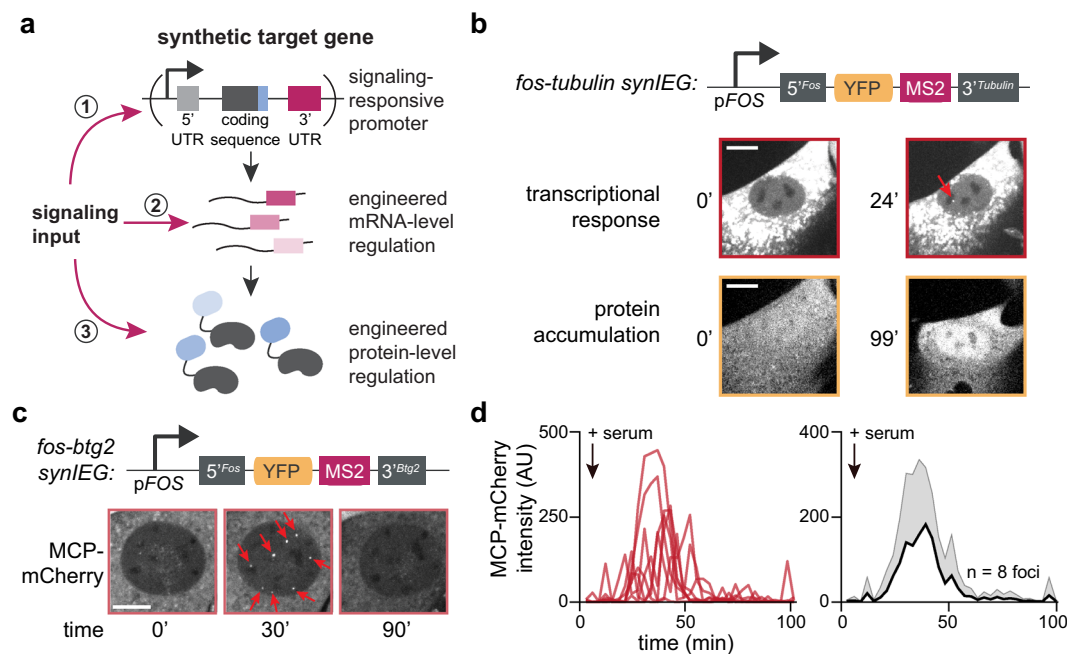 a
synthetic target gene
signaling-
responsive
promoter
5'
UTR
coding
sequence
3'
UTR
1
2
3
signaling
input
engineered
mRNA-level
regulation
engineered
protein-level
regulation
b
fos-tubulin synIEG:
pFOS
5'Fos
YFP
MS2
3'Tubulin
transcriptional
response
0'
24'
protein
accumulation
0'
99'
c
fos-btg2
synIEG:
pFOS
5'Fos
YFP
MS2
3'Btg2
MCP-
mCherry
time
0'
30'
90'
d
MCP-mCherry
intensity (AU)
500
250
0
+ serum
0
50
100
400
200
0
+ serum
n = 8 foci
0
50
100
time (min)